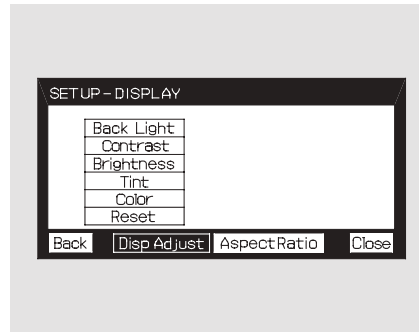 SETUP-DISPLAY
Back Light
Contrast
Brightness
Tint
Color
Reset
Back Disp Adjust AspectRatio Close